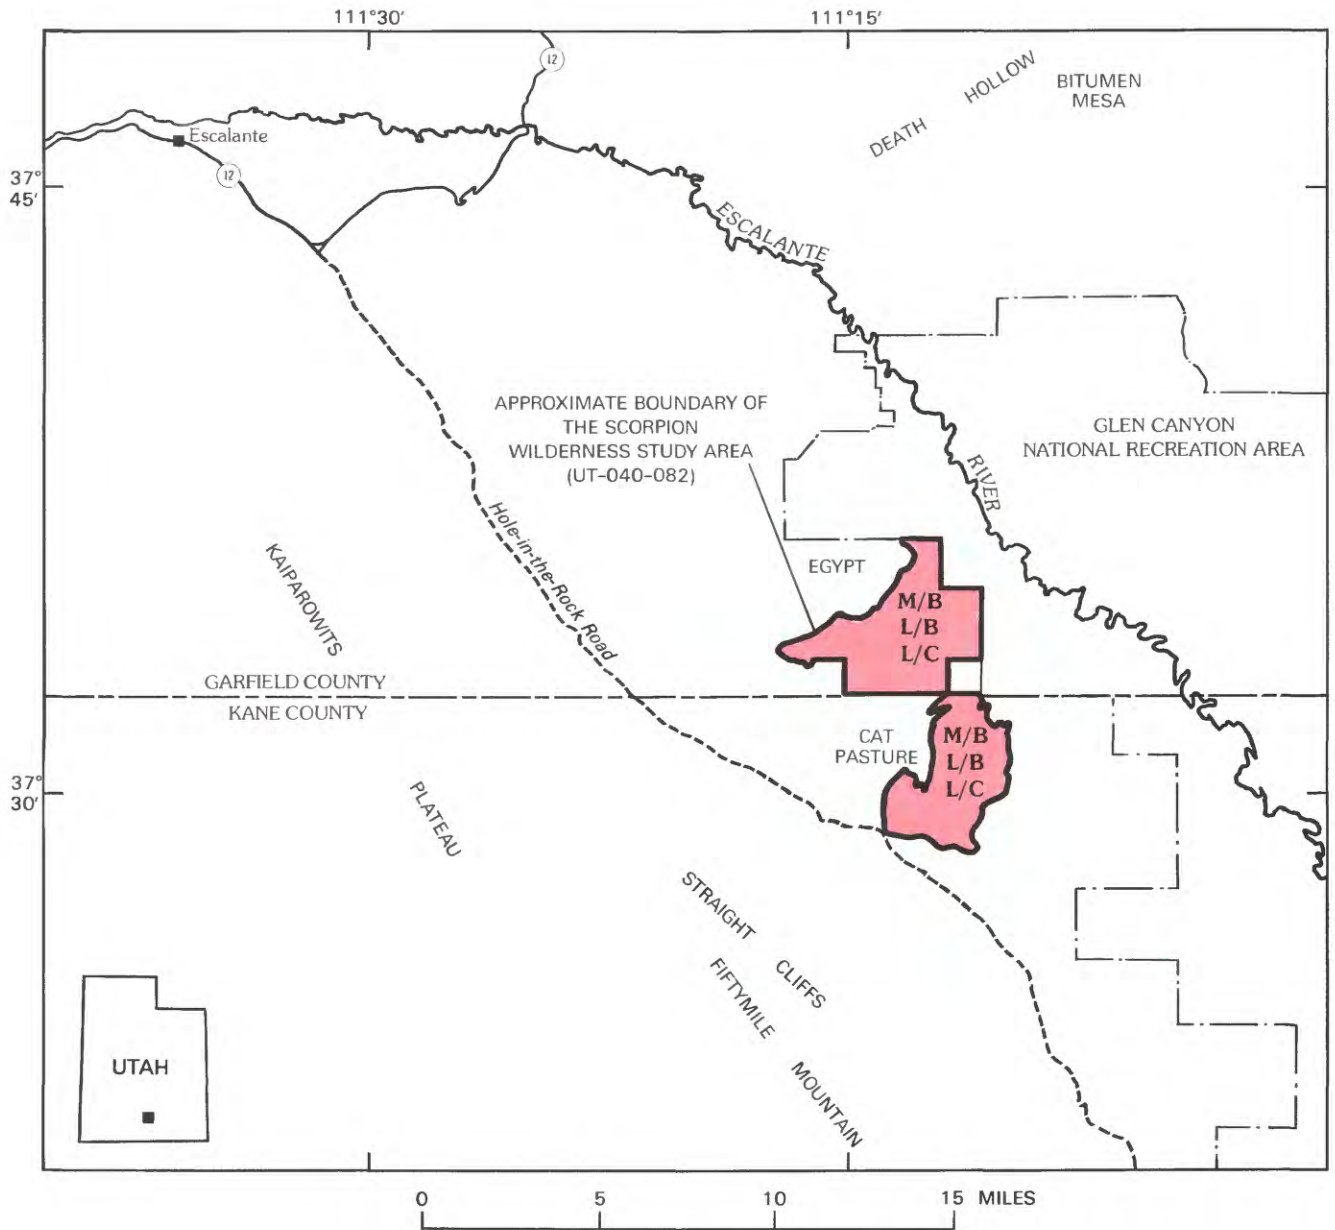 111°30'
111°15'
12
DEATH HOLLOW
BITUMEN
MESA
Escalante
12
37°
45'
ESCALANTE
RIVER
APPROXIMATE BOUNDARY OF
THE SCORPION
WILDERNESS STUDY AREA
(UT-040-082)
GLEN CANYON
NATIONAL RECREATION AREA
Hole-in-the-Rock Road
EGYPT
M/B
L/B
L/C
KAIPAROWITS
PLATEAU
GARFIELD COUNTY
KANE COUNTY
CAT
PASTURE
M/B
L/B
L/C
37°
30'
STRAIGHT CLIFFS
FIFTYMILE MOUNTAIN
UTAH
0 5 10 15 MILES